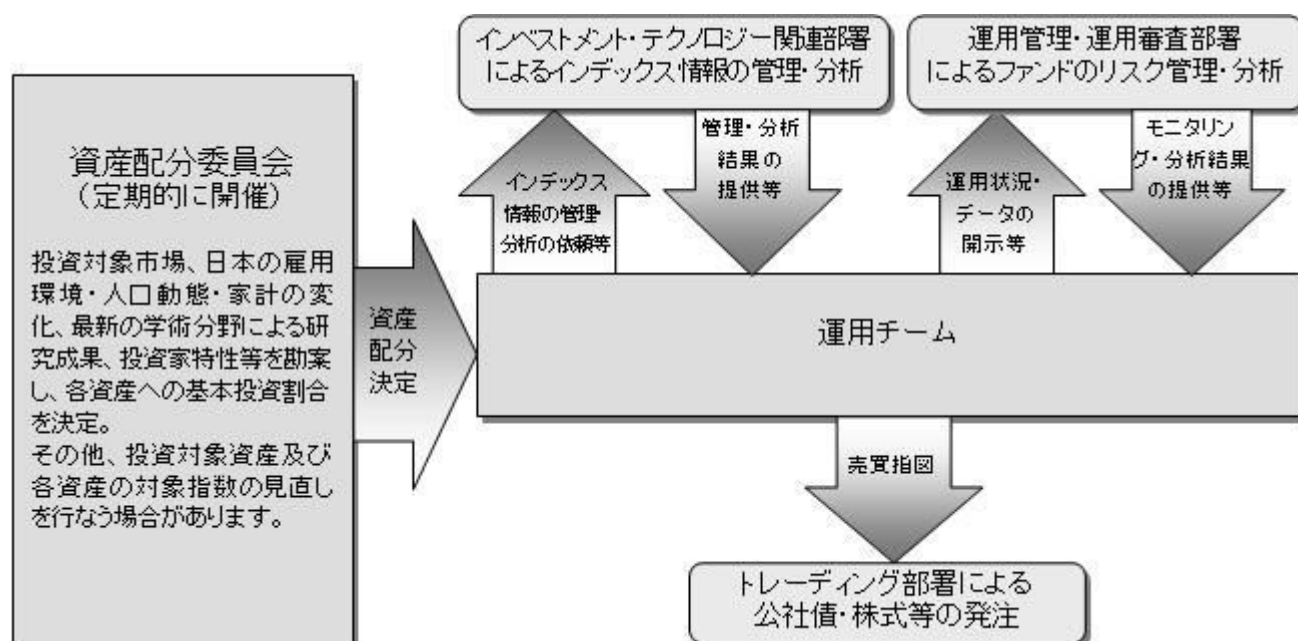 インベストメント・テクノロジー関連部署
によるインデックス情報の管理・分析
運用管理・運用審査部署
によるファンドのリスク管理・分析
資産配分委員会
（定期的に開催）
投資対象市場、日本の雇用
環境・人口動態・家計の変
化、最新の学術分野による研
究成果、投資家特性等を勘案
し、各資産への基本投資割合
を決定。
その他、投資対象資産及び
各資産の対象指数の見直し
を行なう場合があります。
インデックス
情報の管理・
分析の依頼等
管理・分析
結果の
提供等
運用状況・
データの
開示等
モニタリン
グ・分析結果
の提供等
資産
配分
決定
運用チーム
売買指図
トレーディング部署による
公社債・株式等の発注